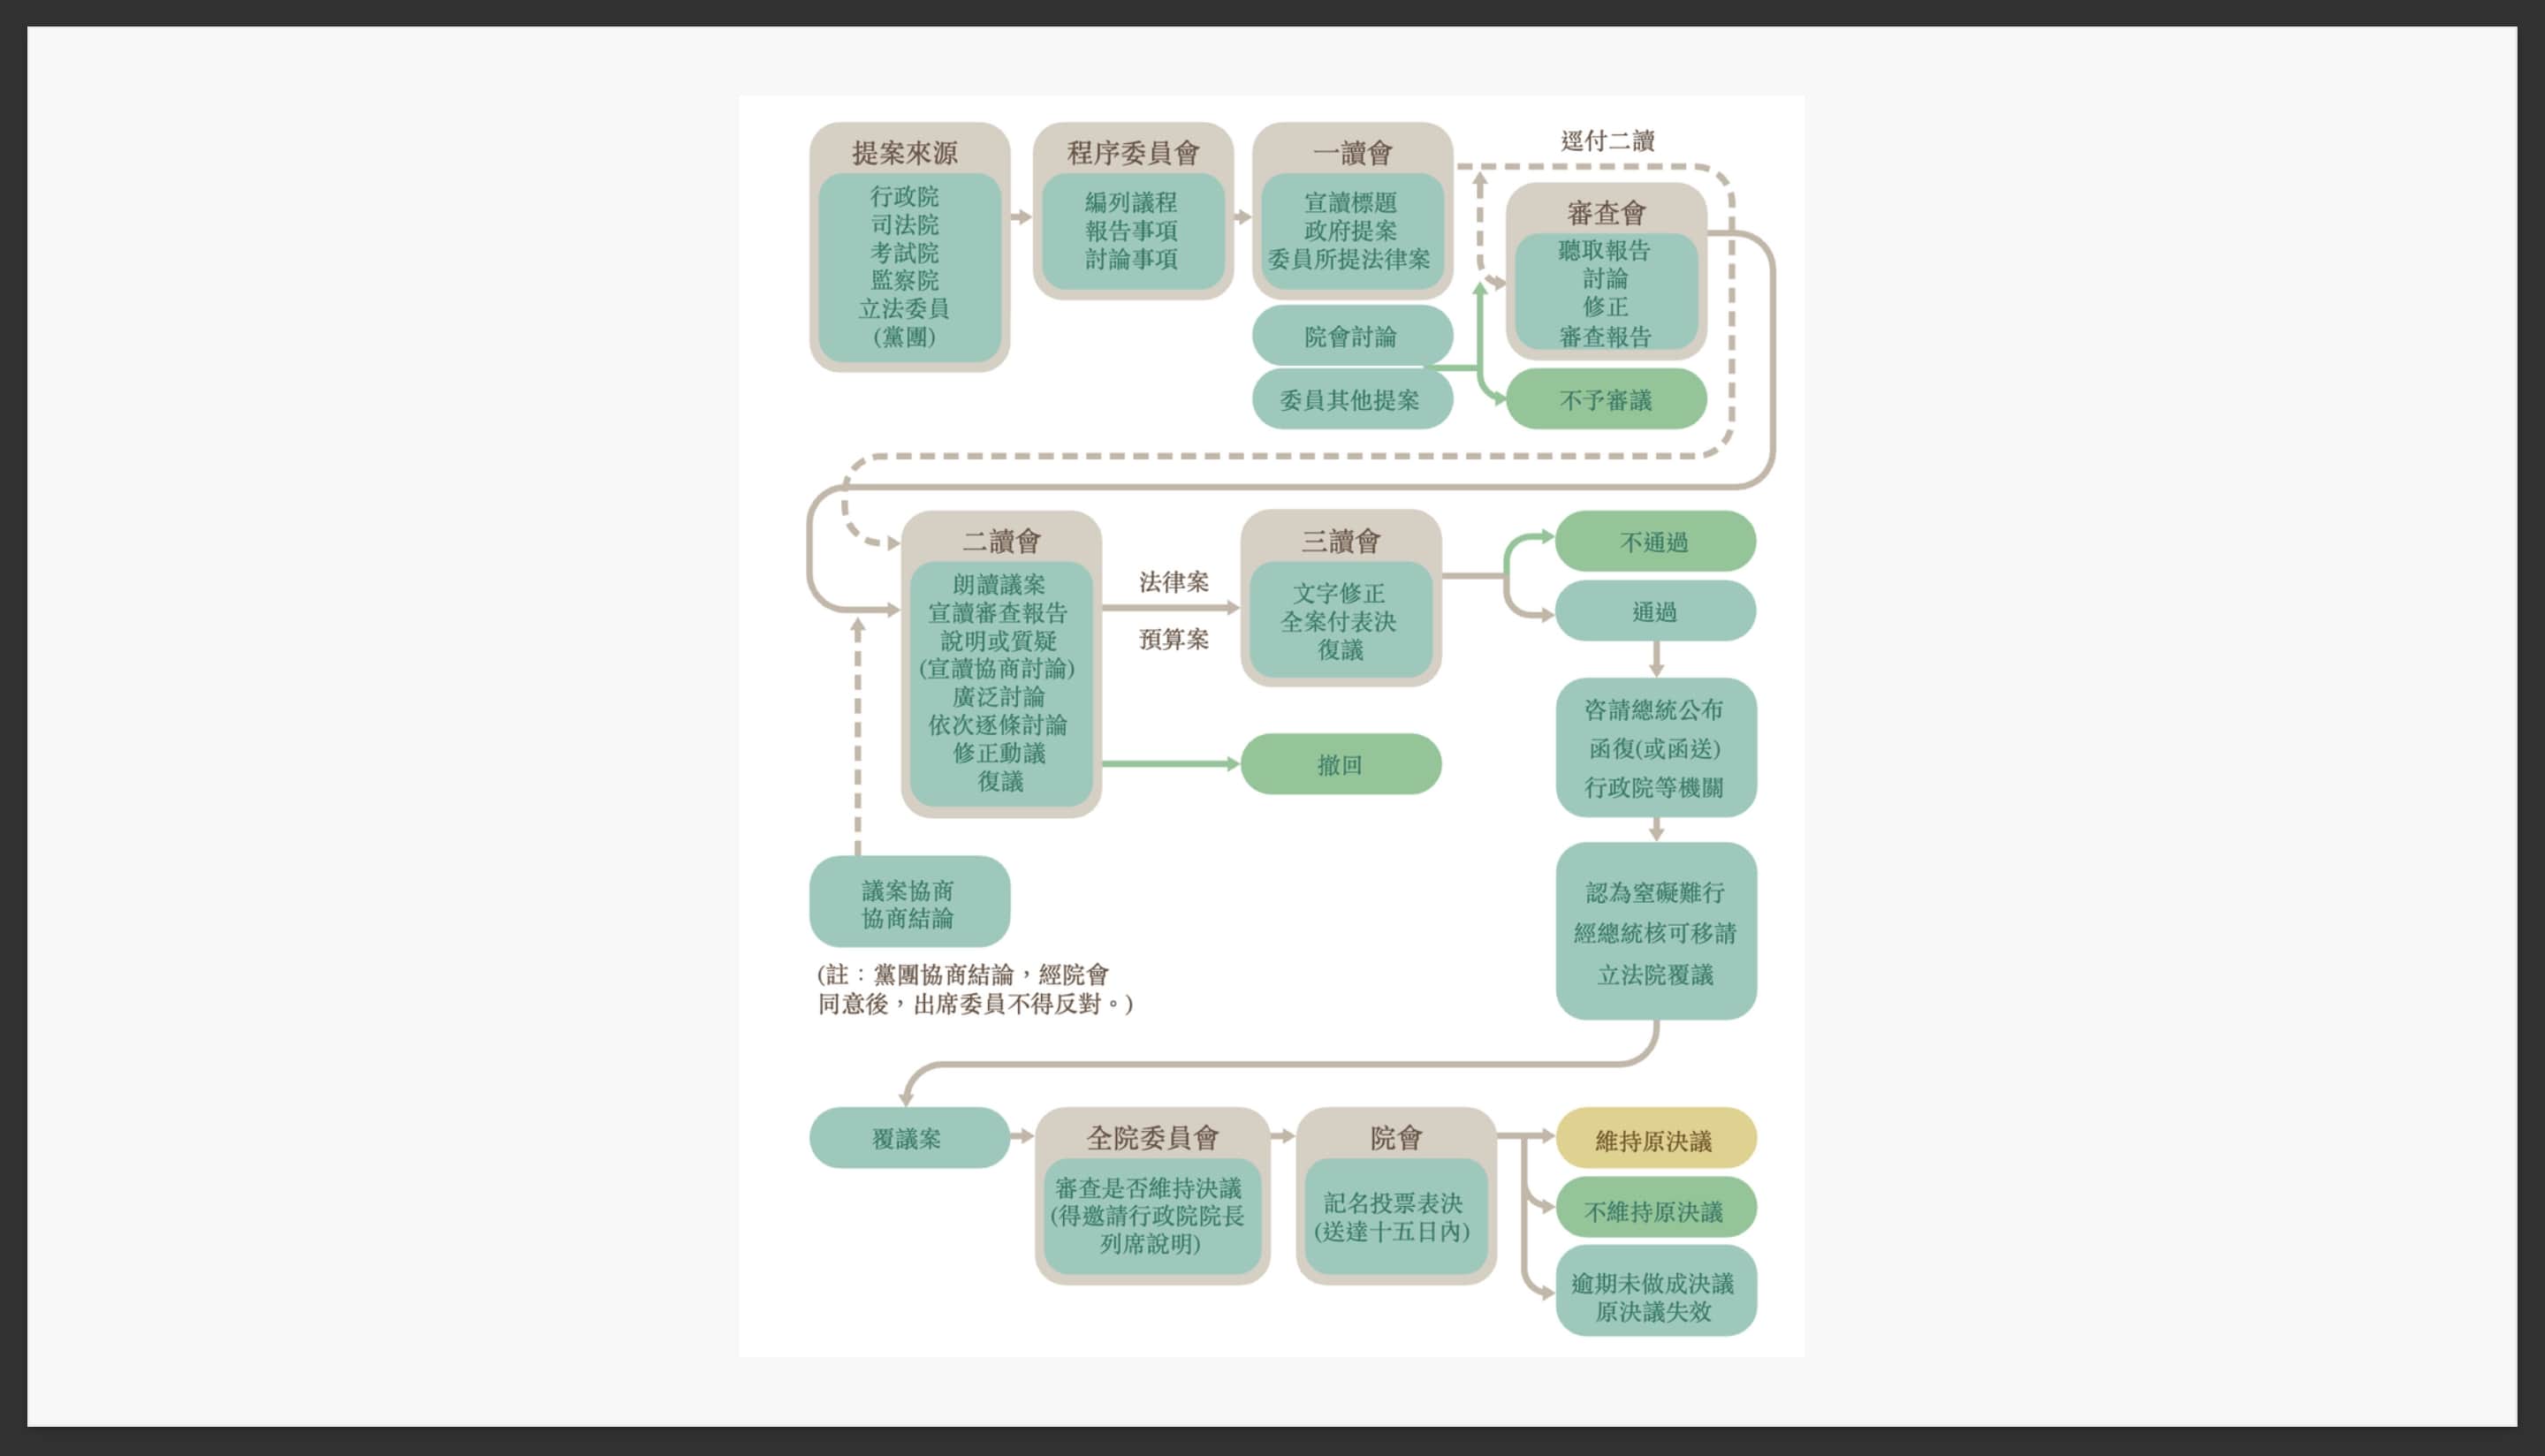 提案來源
行政院
司法院
考試院
監察院
立法委員
(黨團)
程序委員會
編列議程
報告事項
討論事項
一讀會
宣讀標題
政府提案
委員所提法律案
院會討論
委員其他提案
逕付二讀
審查會
聽取報告
討論
修正
審查報告
不予審議
二讀會
朗讀議案
宣讀審查報告
說明或質疑
(宣讀協商討論)
廣泛討論
依次逐條討論
修正動議
復議
法律案
預算案
三讀會
文字修正
全案付表決
復議
撤回
不通過
通過
咨請總統公布
函復(或函送)
行政院等機關
認為窒礙難行
經總統核可移請
立法院覆議
議案協商
協商結論
(註：黨團協商結論，經院會
同意後，出席委員不得反對。)
覆議案
全院委員會
審查是否維持決議
(得邀請行政院院長
列席說明)
院會
記名投票表決
(送達十五日內)
維持原決議
不維持原決議
逾期未做成決議
原決議失效